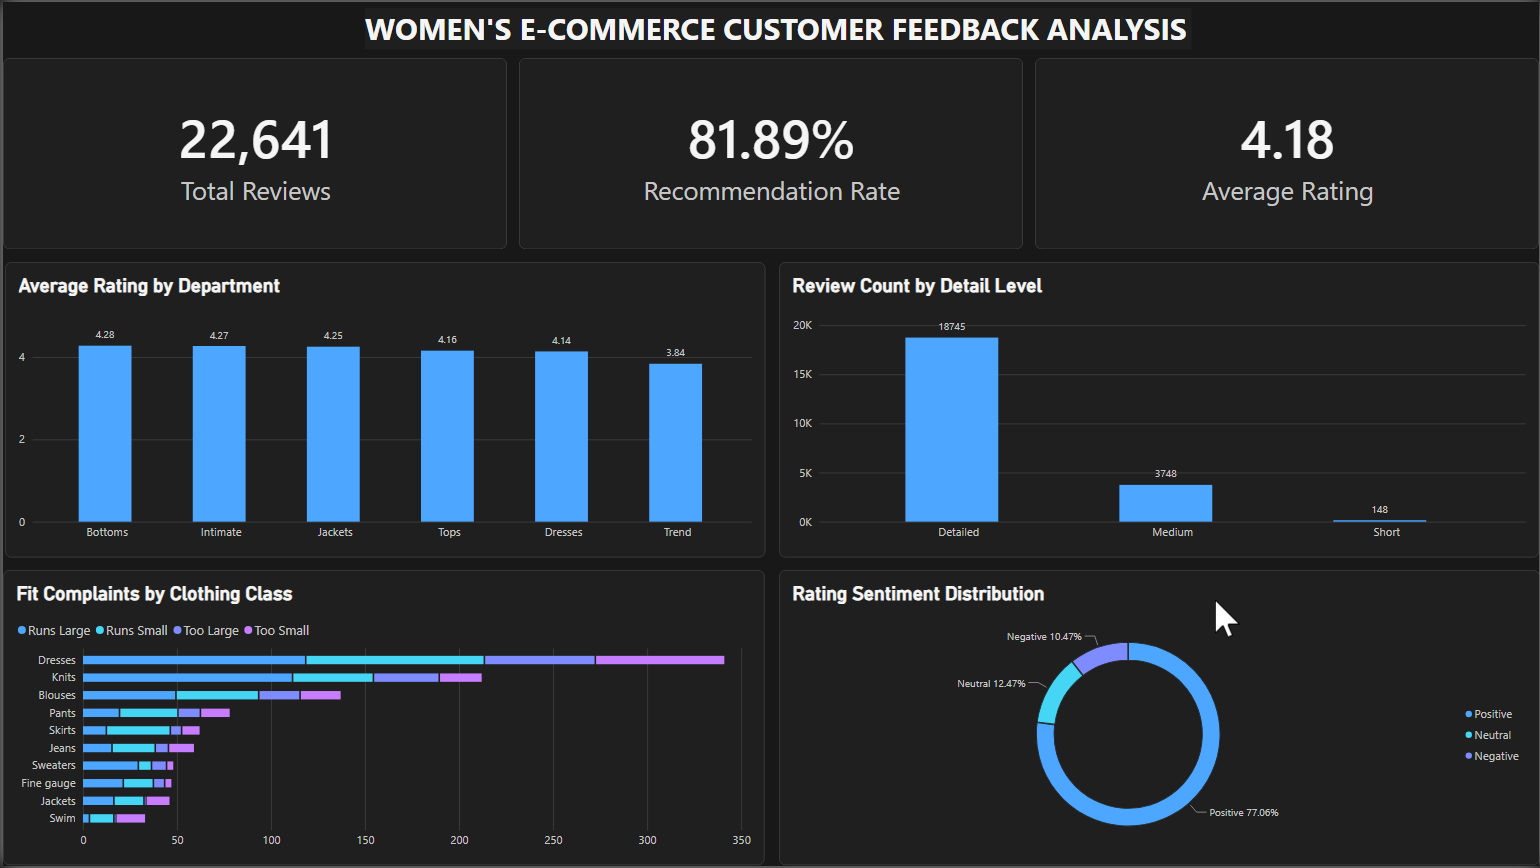 WOMEN'S E-COMMERCE CUSTOMER FEEDBACK ANALYSIS
22,641
Total Reviews
81.89%
Recommendation Rate
4.18
Average Rating
Average Rating by Department
4.28
4.27
4.25
4.16
4.14
3.84
4
2
0
Bottoms
Intimate
Jackets
Tops
Dresses
Trend
Review Count by Detail Level
20K
15K
10K
5K
0K
18745
3748
148
Detailed
Medium
Short
Fit Complaints by Clothing Class
Runs Large
Runs Small
Too Large
Too Small
Dresses
Knits
Blouses
Pants
Skirts
Jeans
Sweaters
Fine gauge
Jackets
Swim
0
50
100
150
200
250
300
350
Rating Sentiment Distribution
Negative 10.47%
Neutral 12.47%
Positive 77.06%
Positive
Neutral
Negative